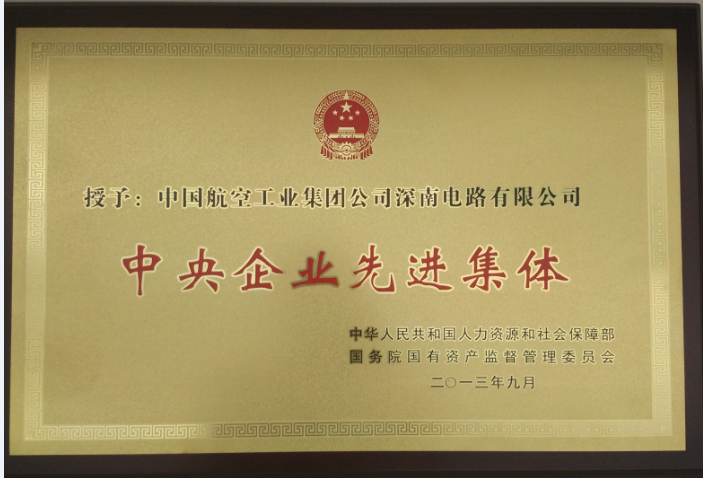 授予：中国航空工业集团公司深南电路有限公司
中央企业先进集体
中华人民共和国人力资源和社会保障部
国务院国有资产监督管理委员会
二〇一三年九月